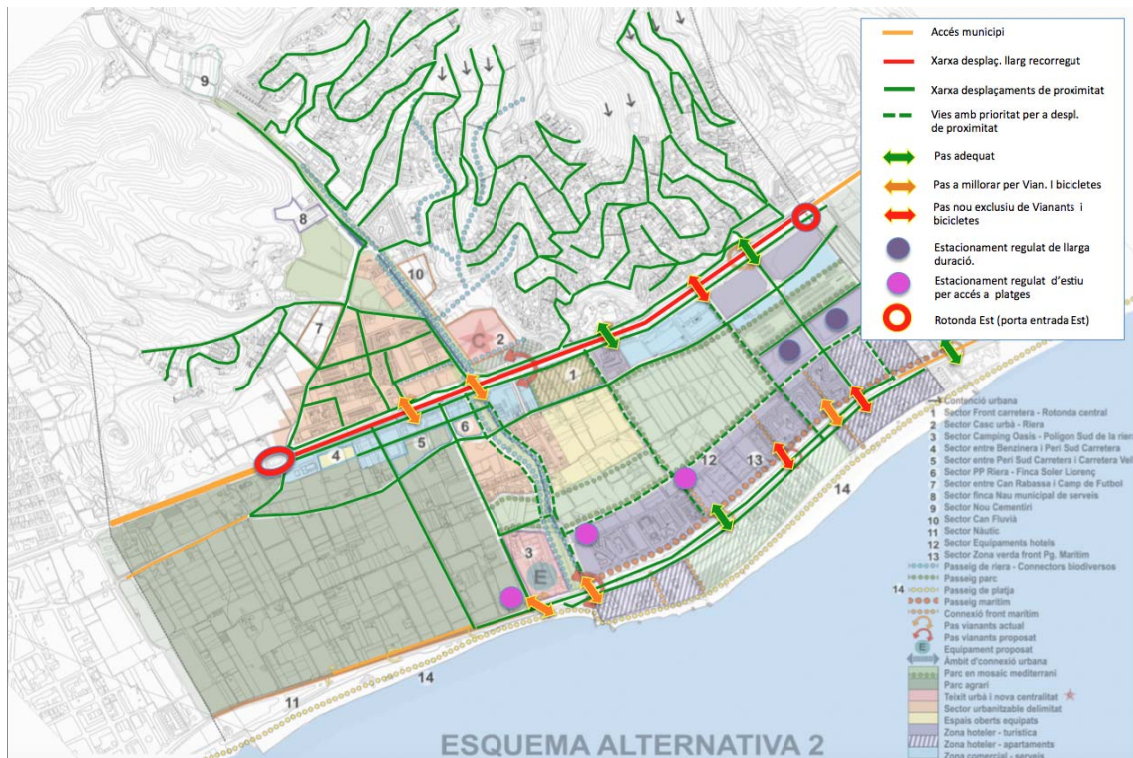 Accés municipi
Xarxa desplaç. llarg recorregut
Xarxa desplaçaments de proximitat
Vies amb prioritat per a despl.
de proximitat
Pas adequat
Pas a millorar per Vian. I bicicletes
Pas nou exclusiu de Vianants i
bicicletes
Estacionament regulat de llarga
duració.
Estacionament regulat d'estiu
per accés a platges
Rotonda Est (porta entrada Est)
9
8
10
7
C
2
1
4
5
6
3
E
12
13
14
14
11
Contenció urbana
1 Sector Front carretera - Rotonda central
2 Sector Casc urbà - Riera
3 Sector Camping Oasis - Polígon Sud de la riera
4 Sector entre Benzinera i Peri Sud Carretera
5 Sector entre Peri Sud Carretera i Carretera Vell
6 Sector PP Riera - Finca Soler Llorenç
7 Sector entre Can Rabassa i Camp de Futbol
8 Sector finca Nau municipal de serveis
9 Sector Nou Cementiri
10 Sector Can Fluvià
11 Sector Nàutic
12 Sector Equipaments hotels
13 Sector Zona verda front Pg. Marítim
Passeig de riera - Connectors biodiversos
Passeig parc
14 Passeig de platja
Passeig marítim
Connexió front marítim
Pas vianants actual
Pas vianants proposat
E Equipament proposat
Àmbit d'connexió urbana
Parc en mosaic mediterrani
Parc agrari
Teixit urbà i nova centralitat
Sector urbanitzable delimitat
Espais oberts equipats
Zona hoteler - turística
Zona hoteler - apartaments
Zona comercial - serveis
ESQUEMA ALTERNATIVA 2